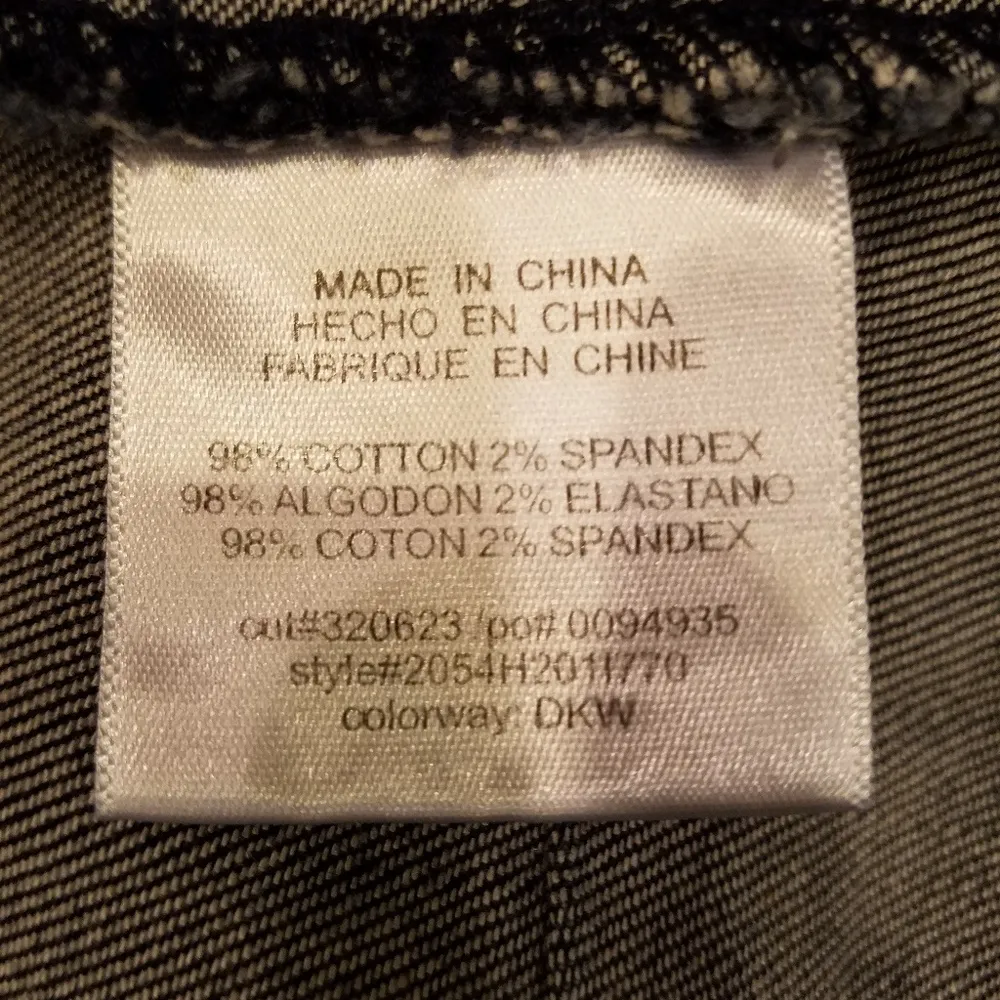 MADE IN CHINA
HECHO EN CHINA
FABRIQUE EN CHINE
98% COTTON 2% SPANDEX
98% ALGODON 2% ELASTANO
98% COTON 2% SPANDEX
cut#320623 /po# 0094935
style#2054H201I770
colorway: DKW